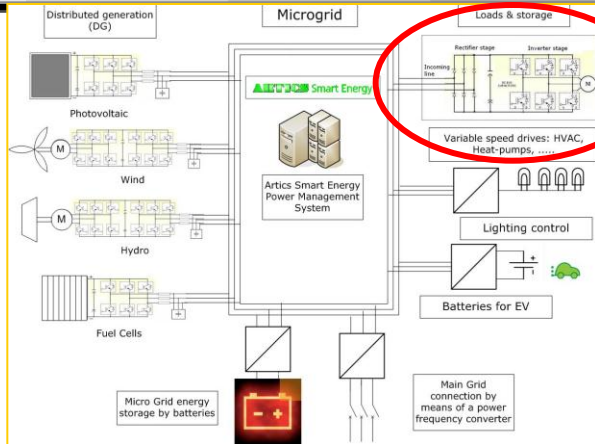 Distributed generation
(DG)
Microgrid
Loads & storage
Rectifier stage
Inverter stage
Incoming
line
M
ARTICS Smart Energy
Photovoltaic
Variable speed drives: HVAC,
Heat-pumps, .....
M
Wind
Artics Smart Energy
Power Management
System
Lighting control
M
Hydro
Batteries for EV
Fuel Cells
Micro Grid energy
storage by batteries
Main Grid
connection by
means of a power
frequency converter